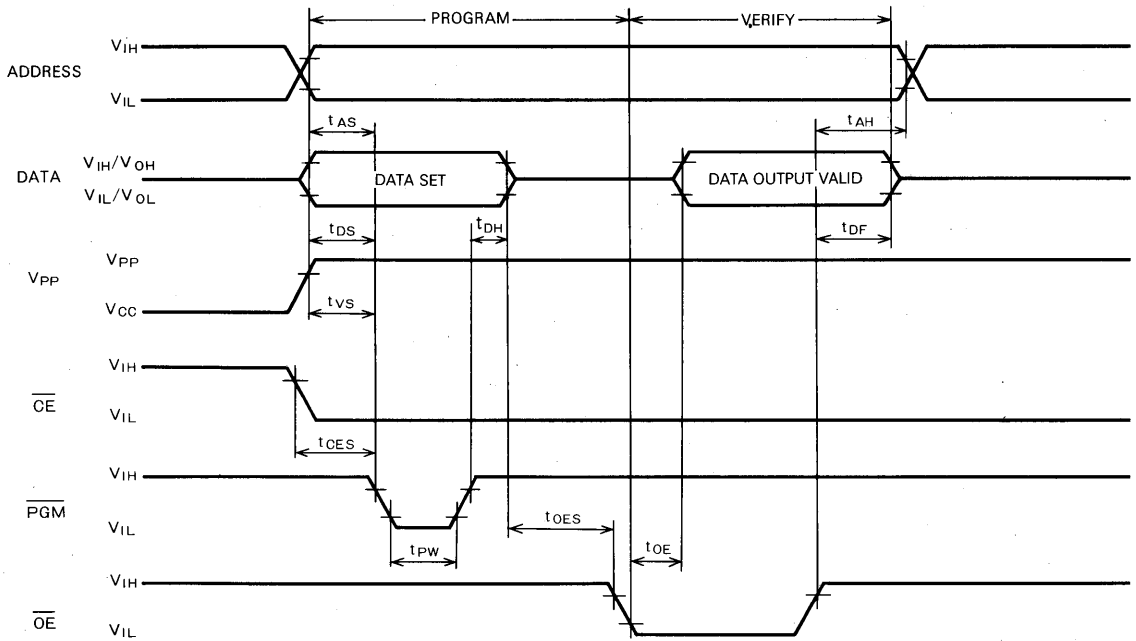 PROGRAM
VERIFY
VIH
ADDRESS
VIL
tAS
tAH
VIH/VOH
DATA
DATA SET
DATA OUTPUT VALID
VIL/VOL
tDS
tDH
tDF
VPP
VPP
VCC
tVS
VIH
CE
VIL
tCES
VIH
PGM
VIL
tPW
tOES
tOE
VIH
OE
VIL